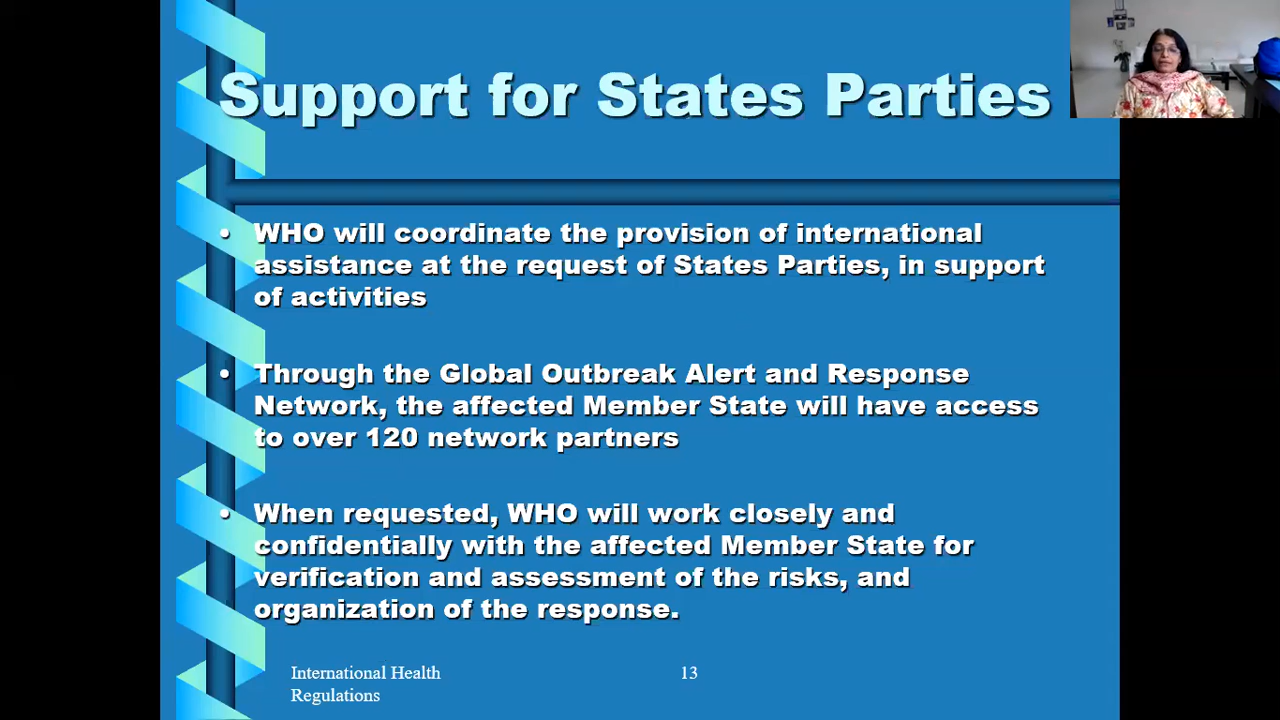 Support for States Parties
• WHO will coordinate the provision of international
assistance at the request of States Parties, in support
of activities
• Through the Global Outbreak Alert and Response
Network, the affected Member State will have access
to over 120 network partners
• When requested, WHO will work closely and
confidentially with the affected Member State for
verification and assessment of the risks, and
organization of the response.
International Health
Regulations
13